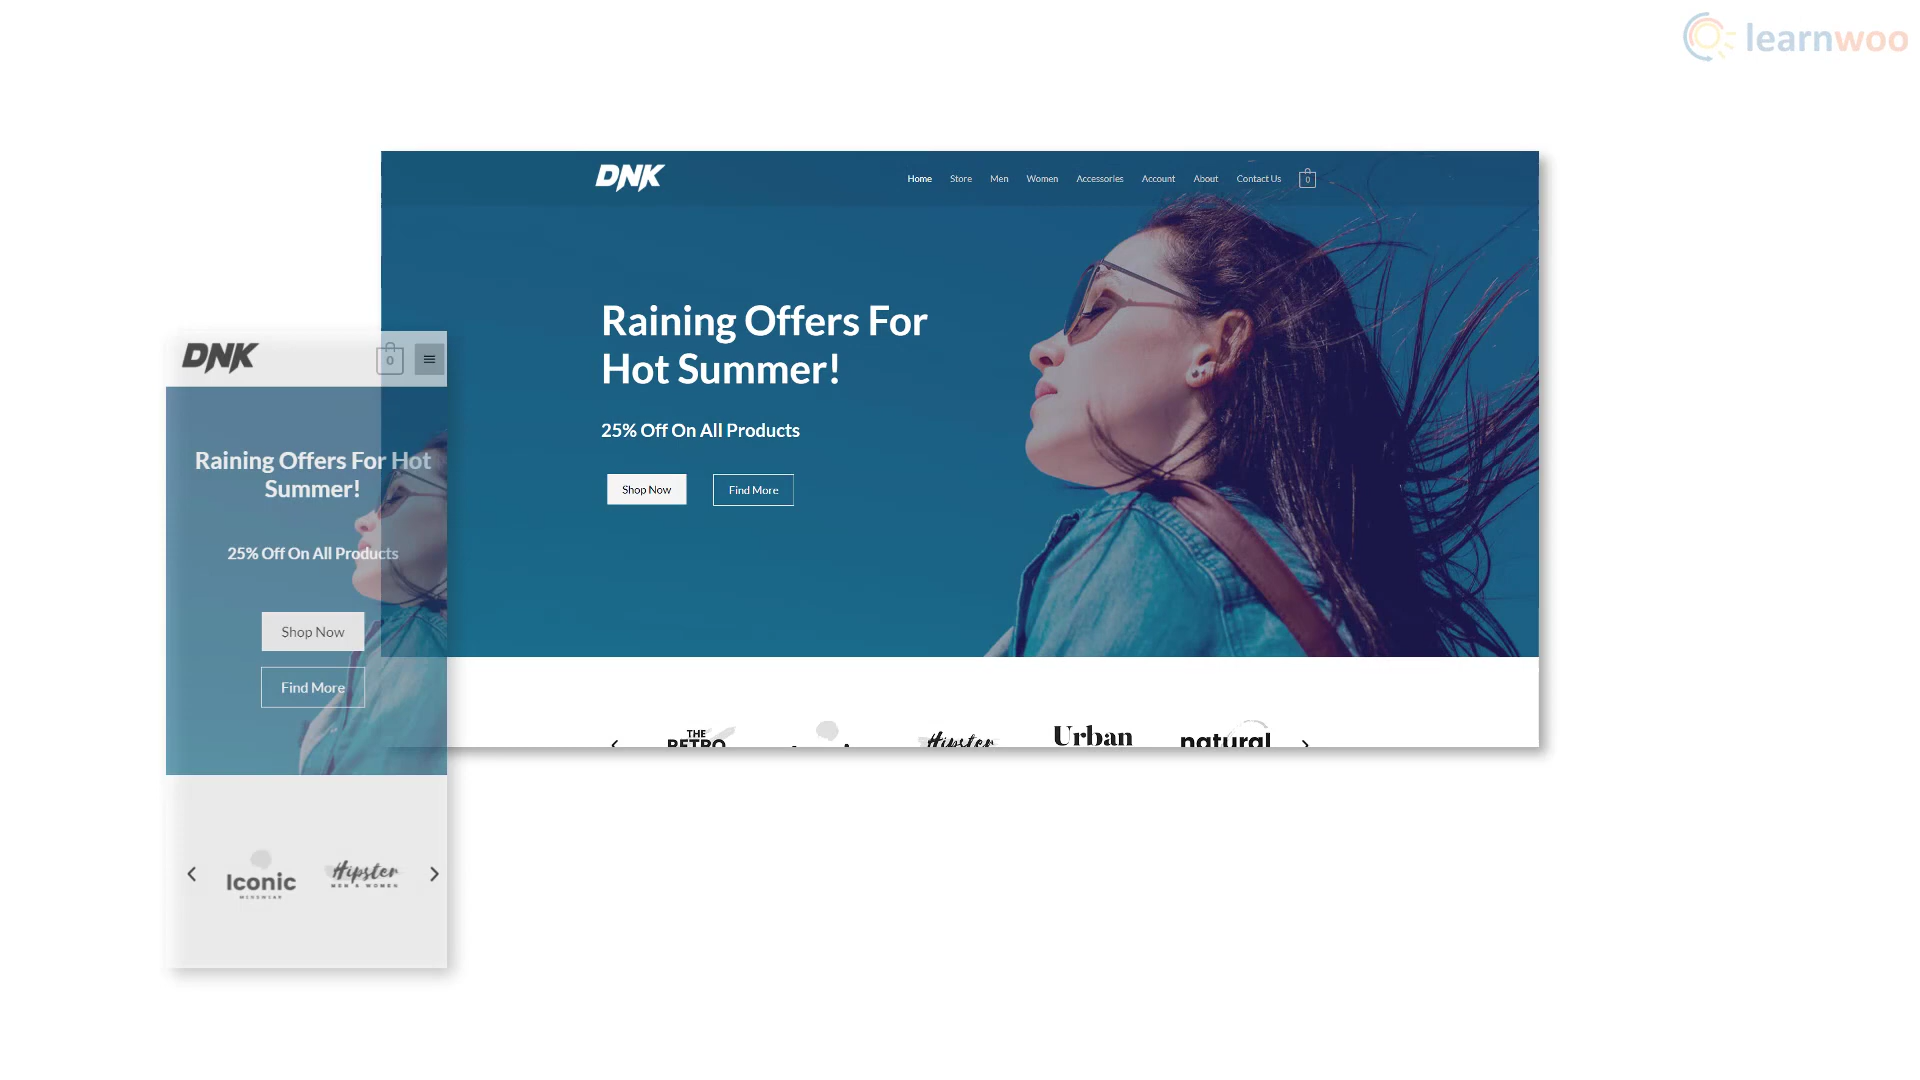 learnwoo
DNK
Home Store Men Women Accessories Account About Contact Us 0
Raining Offers For
Hot Summer!
25% Off On All Products
Shop Now Find More
THE
RETRO
Hipster
Urban
natural
DNK
0
Raining Offers For Hot
Summer!
25% Off On All Products
Shop Now
Find More
Iconic
MENSWEAR
Hipster
MEN & WOMEN